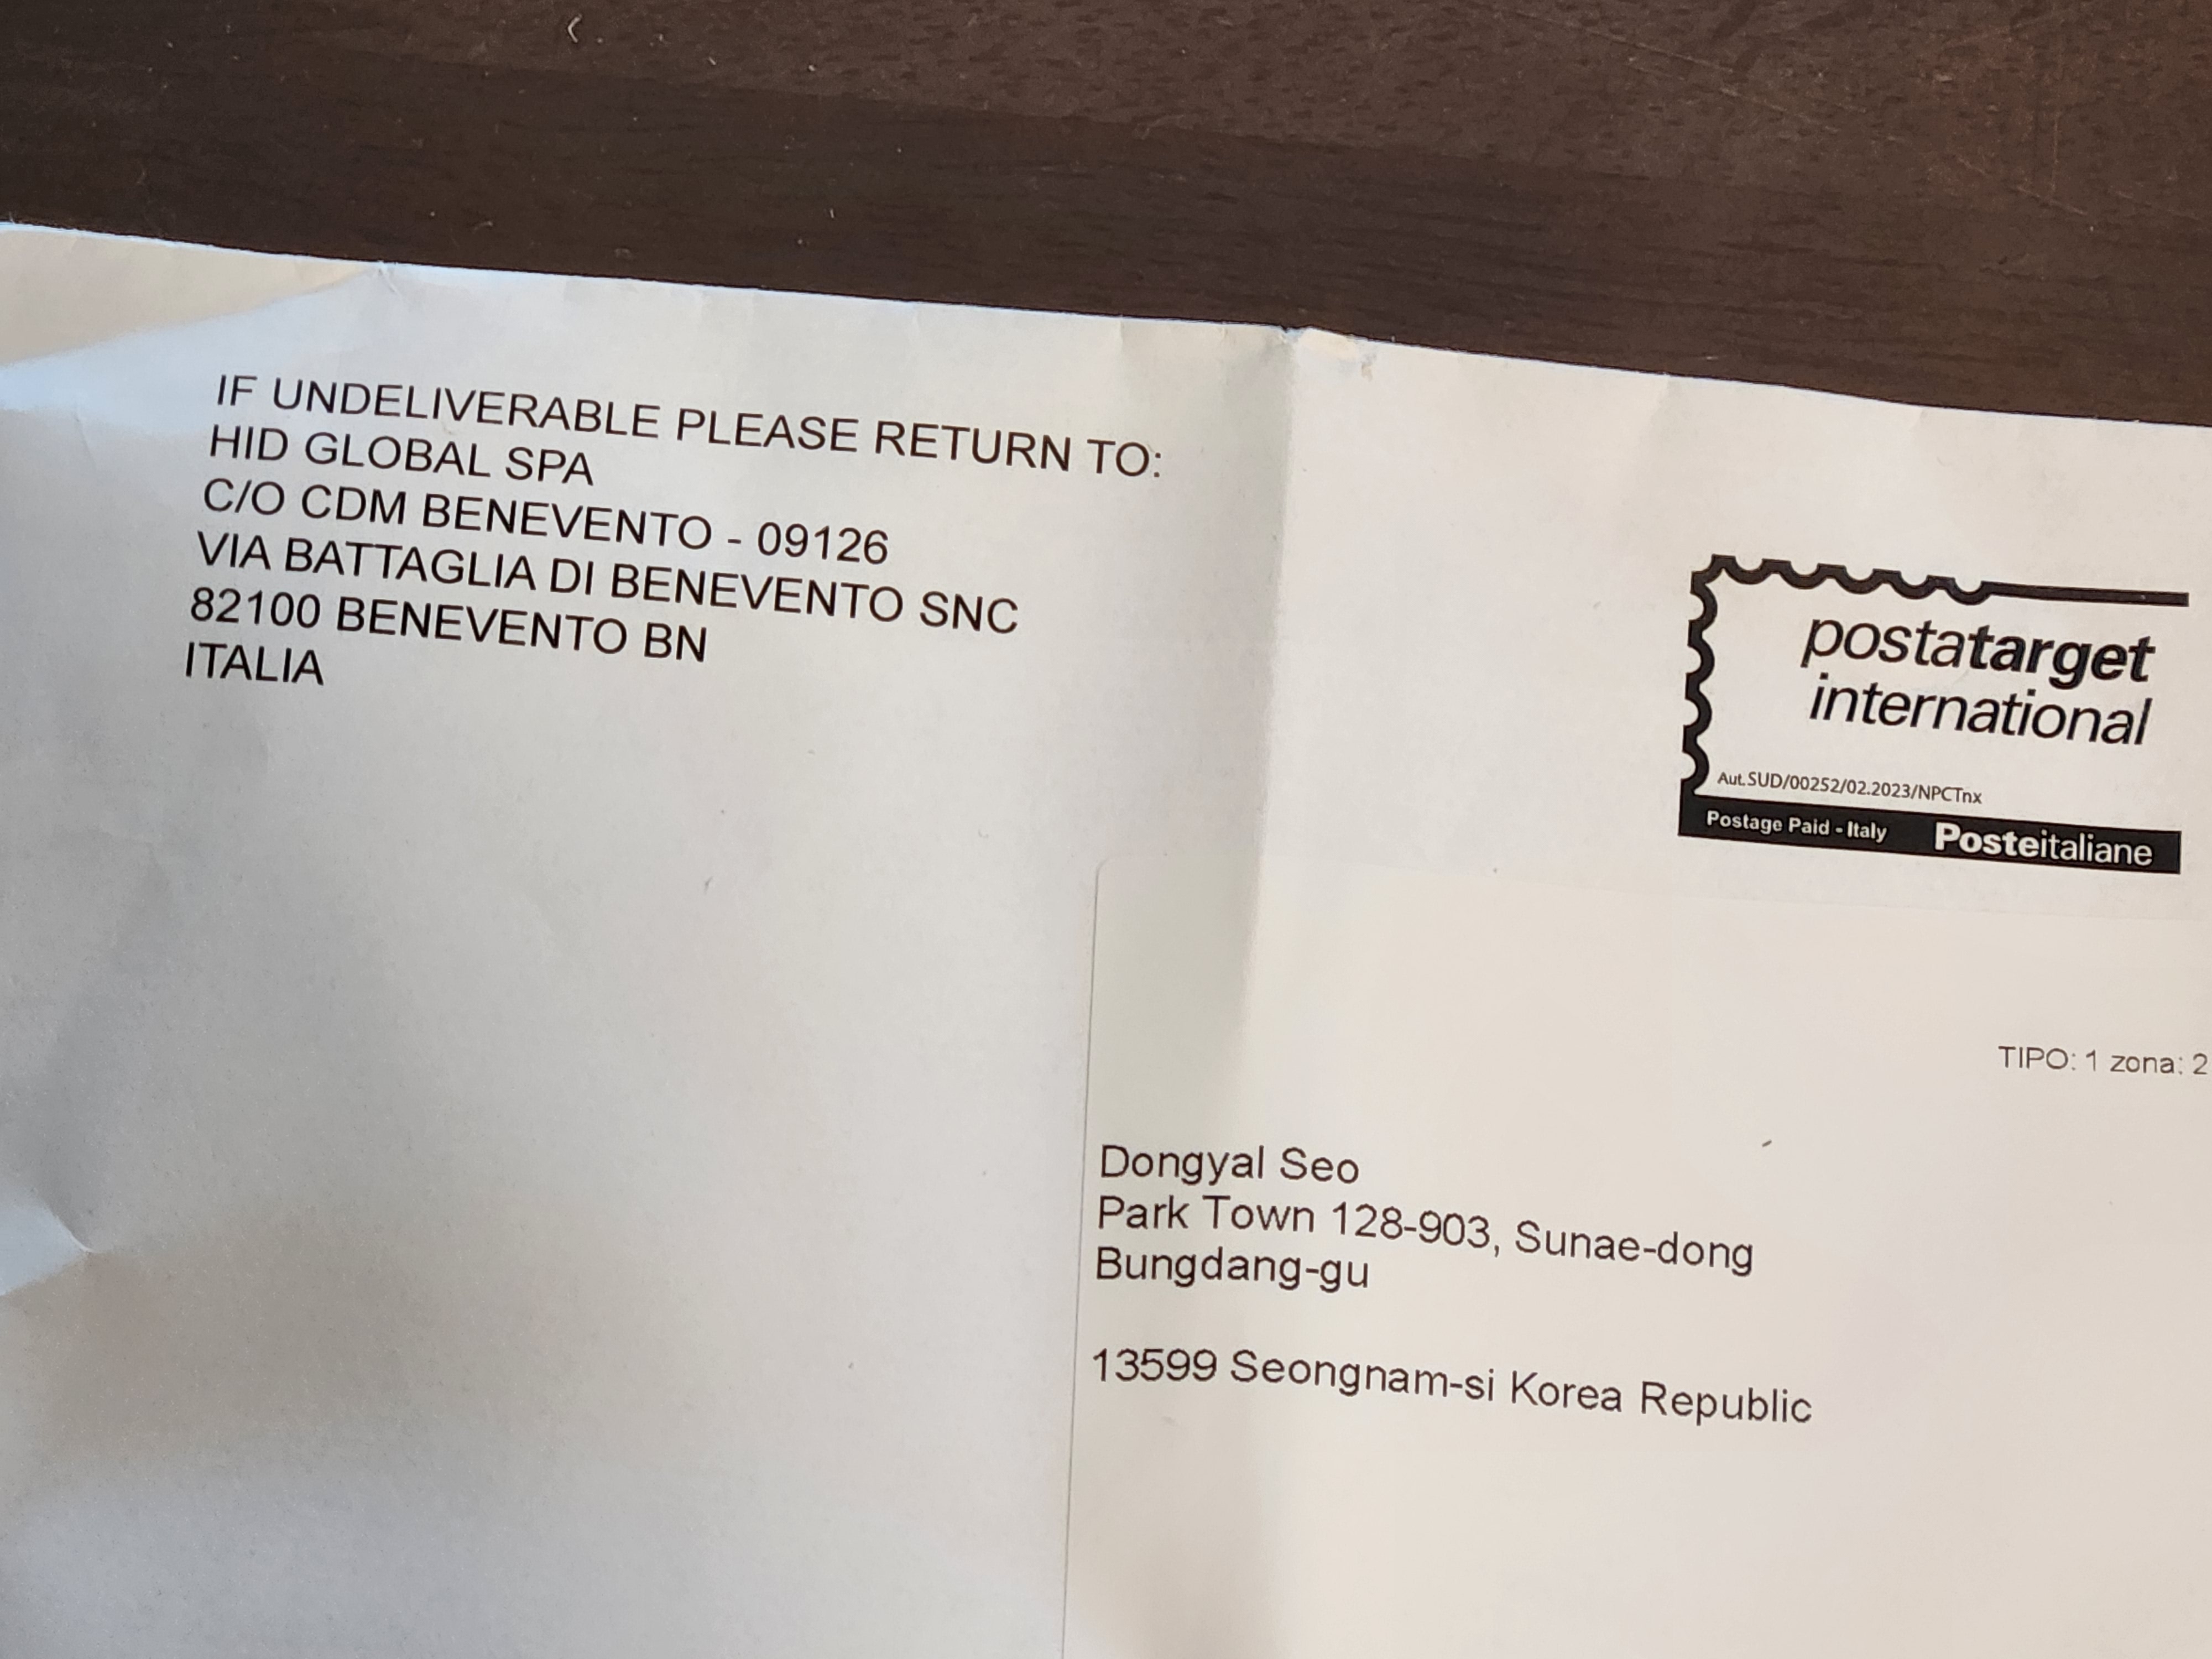 IF UNDELIVERABLE PLEASE RETURN TO:
HID GLOBAL SPA
C/O CDM BENEVENTO - 09126
VIA BATTAGLIA DI BENEVENTO SNC
82100 BENEVENTO BN
ITALIA
postatarget
international
Aut.SUD/00252/02.2023/NPCTnx
Postage Paid - Italy Posteitaliane
TIPO: 1 zona: 2
Dongyal Seo
Park Town 128-903, Sunae-dong
Bungdang-gu
13599 Seongnam-si Korea Republic